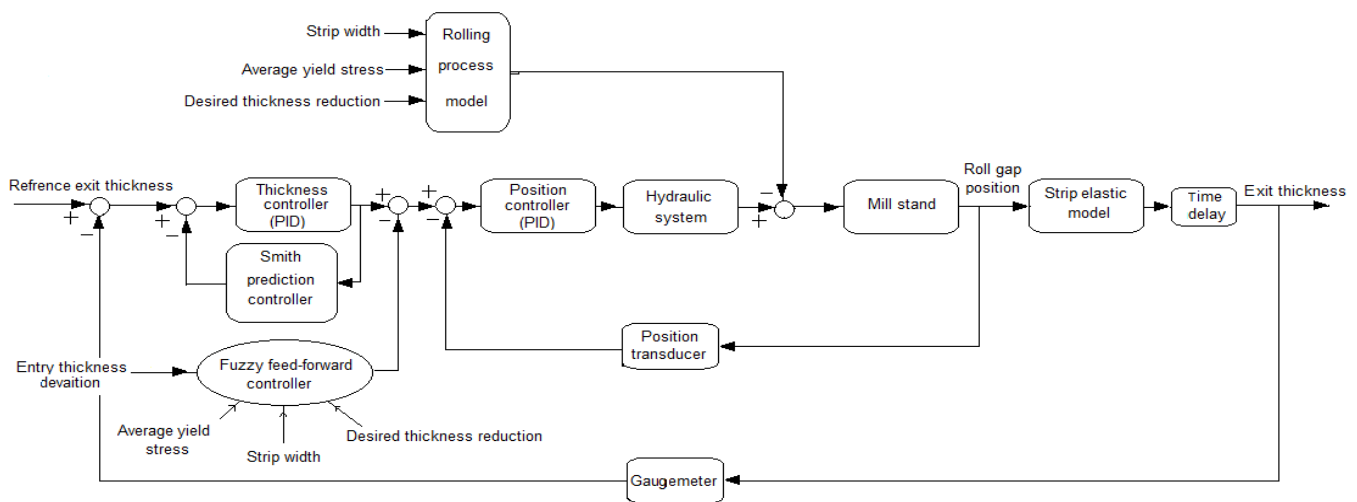 Strip width
Average yield stress
Desired thickness reduction
Rolling
process
model
Refrence exit thickness
+
−
+
−
Thickness
controller
(PID)
Smith
prediction
controller
+
−
+
−
Position
controller
(PID)
Hydraulic
system
−
+
Mill stand
Roll gap
position
Strip elastic
model
Time
delay
Exit thickness
Position
transducer
Entry thickness
devaition
Fuzzy feed-forward
controller
Average yield
stress
Strip width
Desired thickness reduction
Gaugemeter